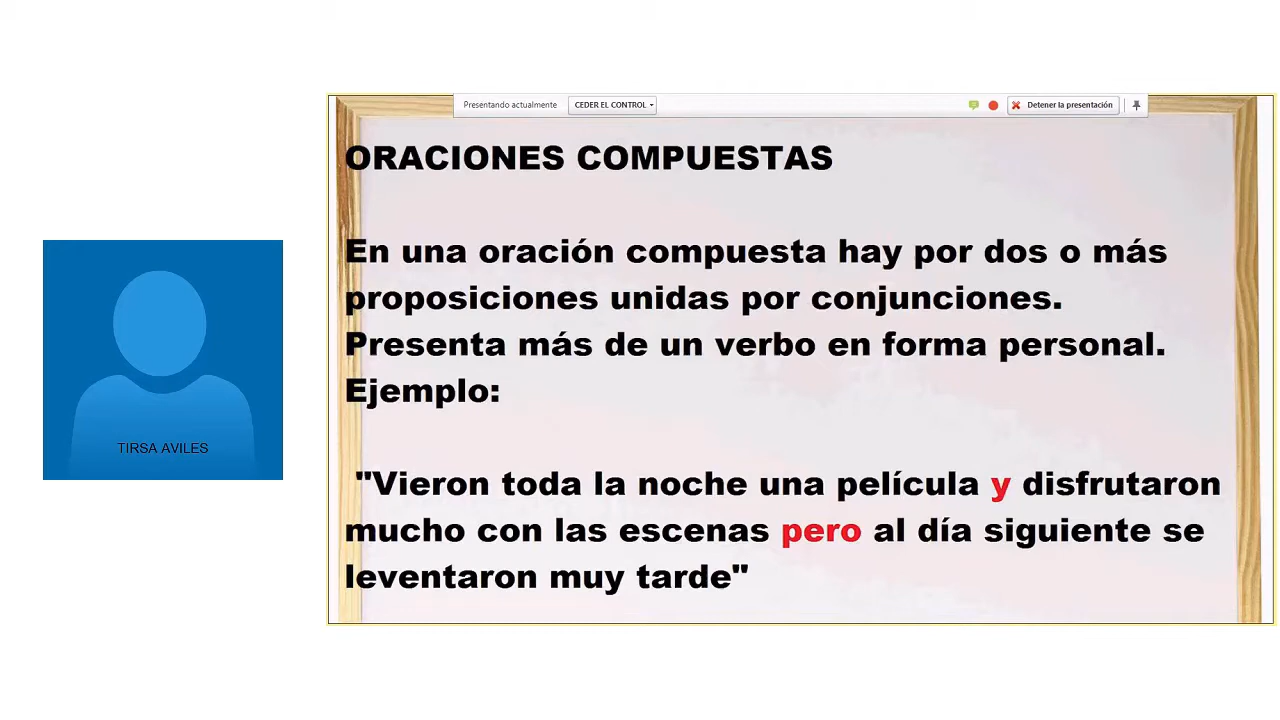 Presentando actualmente CEDER EL CONTROL Detener la presentación
ORACIONES COMPUESTAS
En una oración compuesta hay por dos o más
proposiciones unidas por conjunciones.
Presenta más de un verbo en forma personal.
Ejemplo:
TIRSA AVILES
"Vieron toda la noche una película y disfrutaron
mucho con las escenas pero al día siguiente se
leventaron muy tarde"